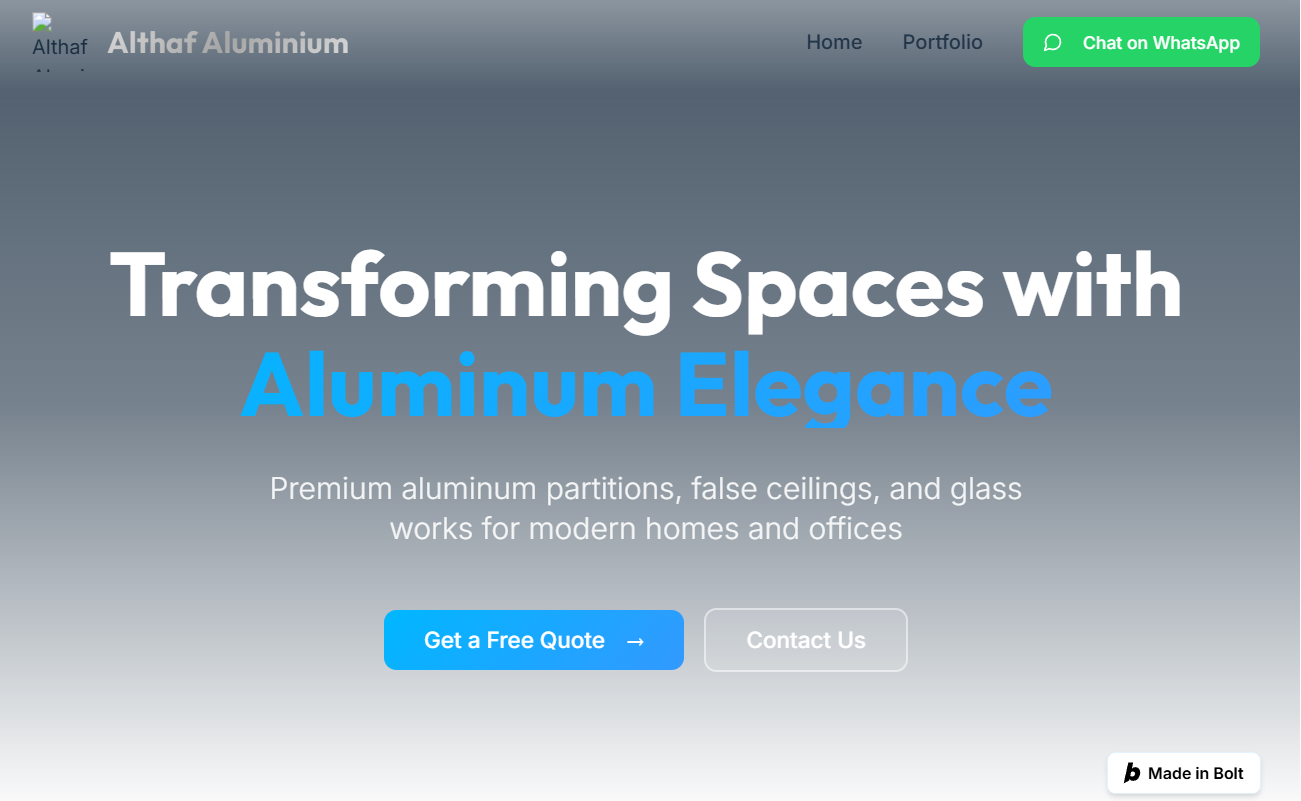 Althaf
Althaf Aluminium
Home
Portfolio
Chat on WhatsApp
Transforming Spaces with
Aluminum Elegance
Premium aluminum partitions, false ceilings, and glass
works for modern homes and offices
Get a Free Quote →
Contact Us
b Made in Bolt